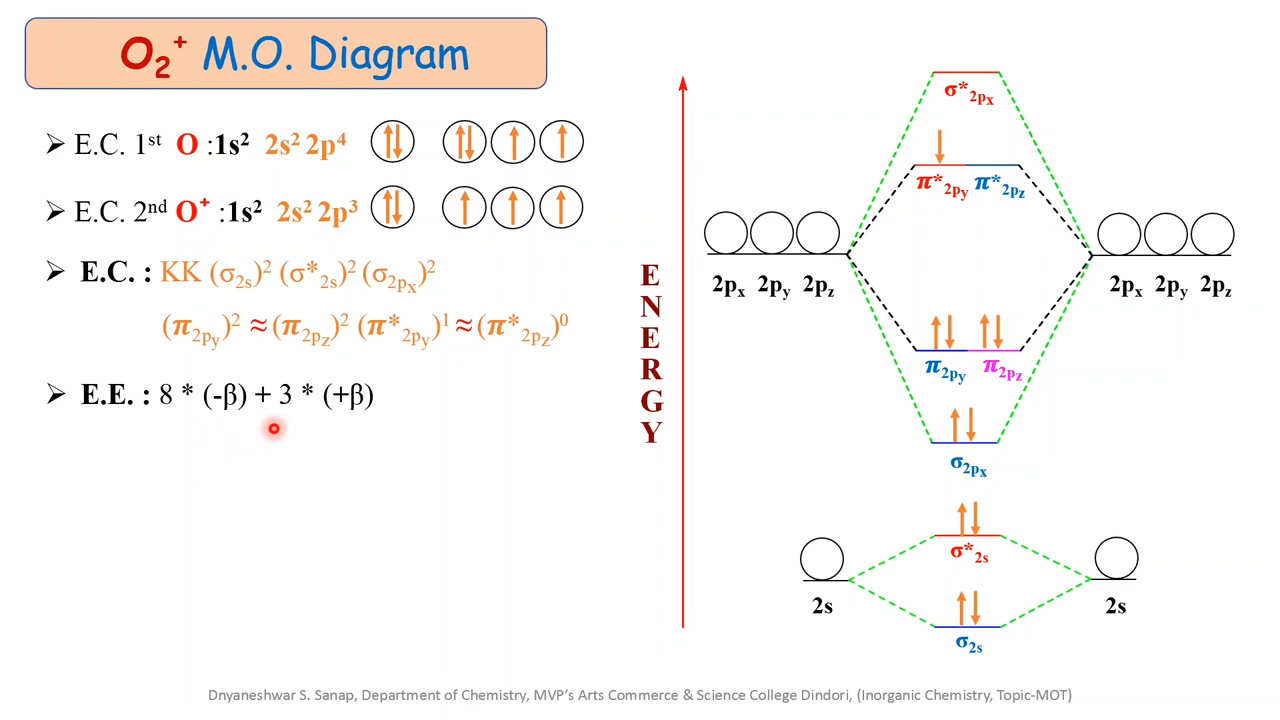 O₂⁺ M.O. Diagram
➢ E.C. 1ˢᵗ O :1s² 2s² 2p⁴
➢ E.C. 2ⁿᵈ O⁺ :1s² 2s² 2p³
➢ E.C. : KK (σ₂ₛ)² (σ*₂ₛ)² (σ₂ₚₓ)²
(π₂py)² ≈ (π₂pz)² (π*₂py)¹ ≈ (π*₂pz)⁰
➢ E.E. : 8 * (-β) + 3 * (+β)
ENERGY
σ*₂ₚₓ
π*₂py π*₂pz
2pₓ 2py 2pz
2pₓ 2py 2pz
π₂py π₂pz
σ₂ₚₓ
σ*₂ₛ
2s
2s
σ₂ₛ
Dnyaneshwar S. Sanap, Department of Chemistry, MVP's Arts Commerce & Science College Dindori, (Inorganic Chemistry, Topic-MOT)